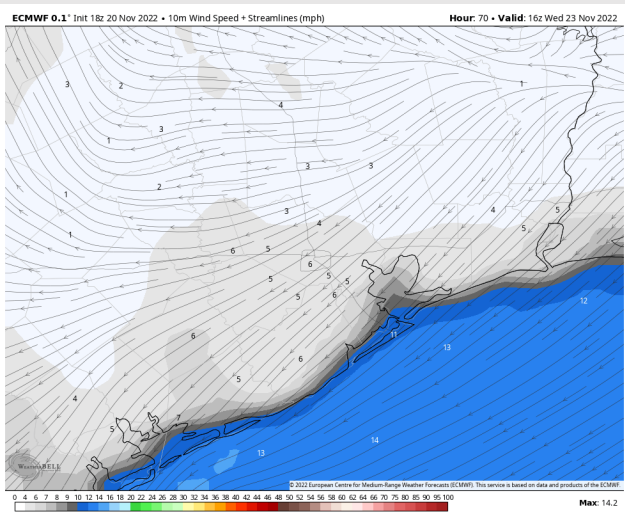 ECMWF 0.1° Init 18z 20 Nov 2022 • 10m Wind Speed + Streamlines (mph) Hour: 70 • Valid: 16z Wed 23 Nov 2022
3 2 1
4
3
1
3 3
2
1
3 4 5
4
5
1
6 5
6
5 5 5
5 6
12
11
6 13
6
5
4
7
5
14
13
WeatherBELL
© 2022 European Centre for Medium-Range Weather Forecasts (ECMWF). This service is based on data and products of the ECMWF.
0 4 6 7 8 9 10 12 14 16 18 20 22 24 26 28 30 32 34 36 38 40 42 44 46 48 50 52 54 56 58 60 62 64 66 68 70 75 80 85 90 95 100
Max: 14.2